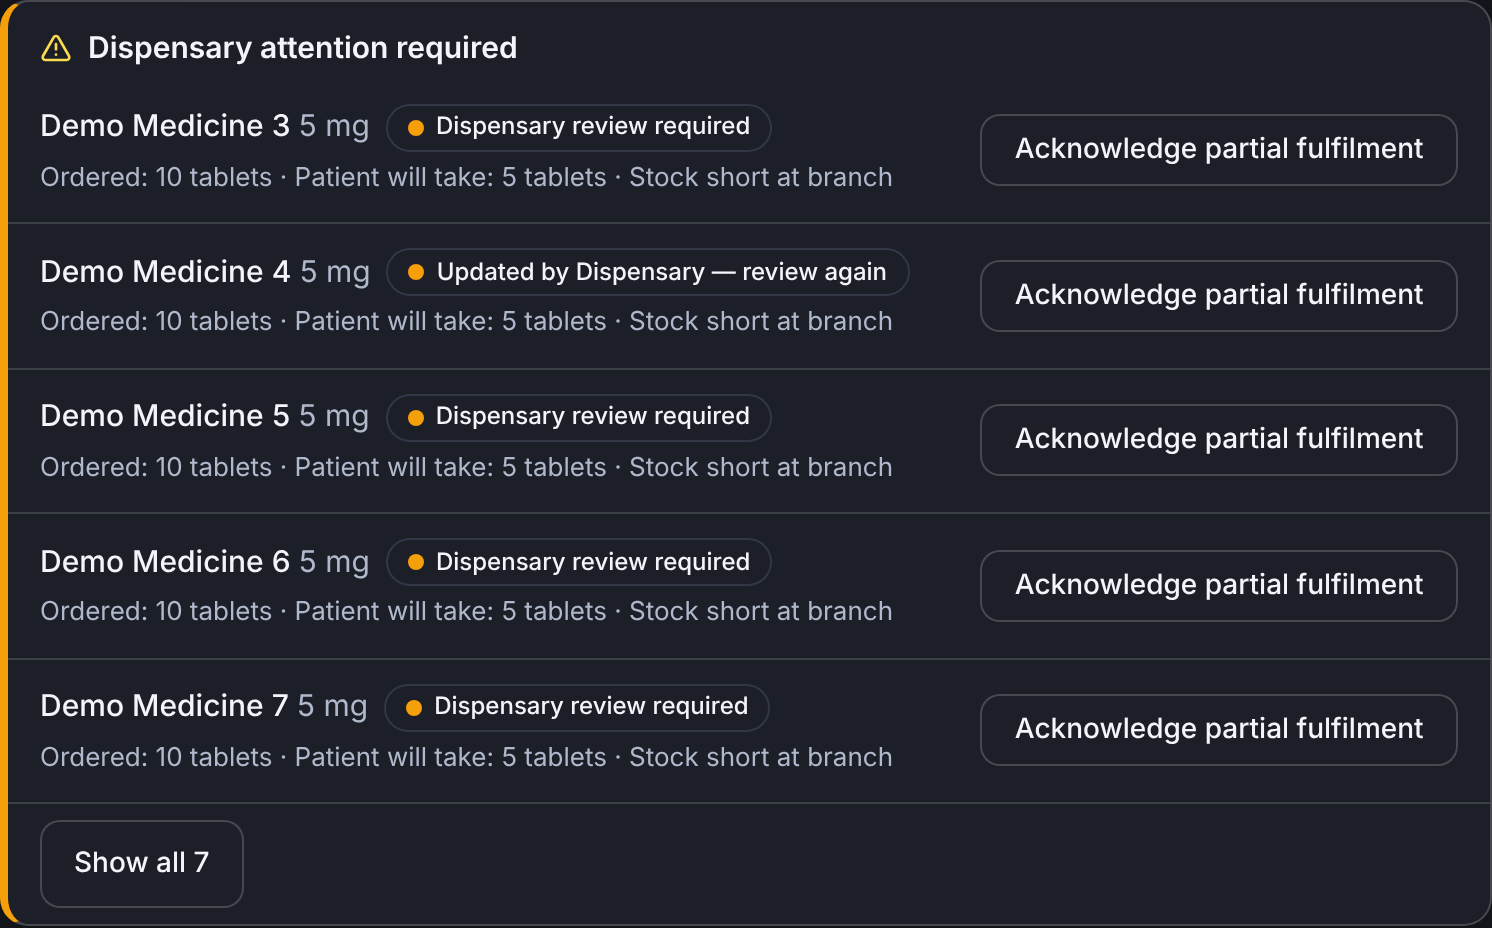 Dispensary attention required
Demo Medicine 3 5 mg Dispensary review required
Ordered: 10 tablets · Patient will take: 5 tablets · Stock short at branch
Acknowledge partial fulfilment
Demo Medicine 4 5 mg Updated by Dispensary — review again
Ordered: 10 tablets · Patient will take: 5 tablets · Stock short at branch
Acknowledge partial fulfilment
Demo Medicine 5 5 mg Dispensary review required
Ordered: 10 tablets · Patient will take: 5 tablets · Stock short at branch
Acknowledge partial fulfilment
Demo Medicine 6 5 mg Dispensary review required
Ordered: 10 tablets · Patient will take: 5 tablets · Stock short at branch
Acknowledge partial fulfilment
Demo Medicine 7 5 mg Dispensary review required
Ordered: 10 tablets · Patient will take: 5 tablets · Stock short at branch
Acknowledge partial fulfilment
Show all 7